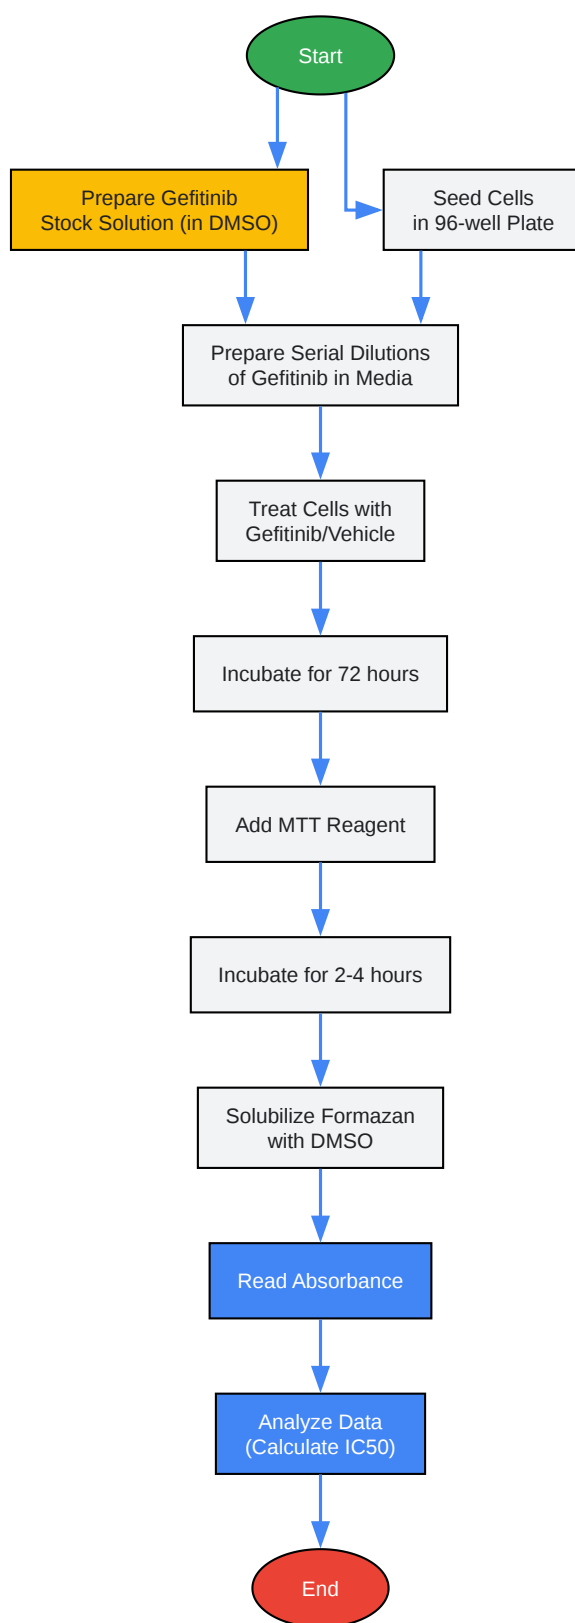 Start
Prepare Gefitinib
Stock Solution (in DMSO)
Seed Cells
in 96-well Plate
Prepare Serial Dilutions
of Gefitinib in Media
Treat Cells with
Gefitinib/Vehicle
Incubate for 72 hours
Add MTT Reagent
Incubate for 2-4 hours
Solubilize Formazan
with DMSO
Read Absorbance
Analyze Data
(Calculate IC50)
End